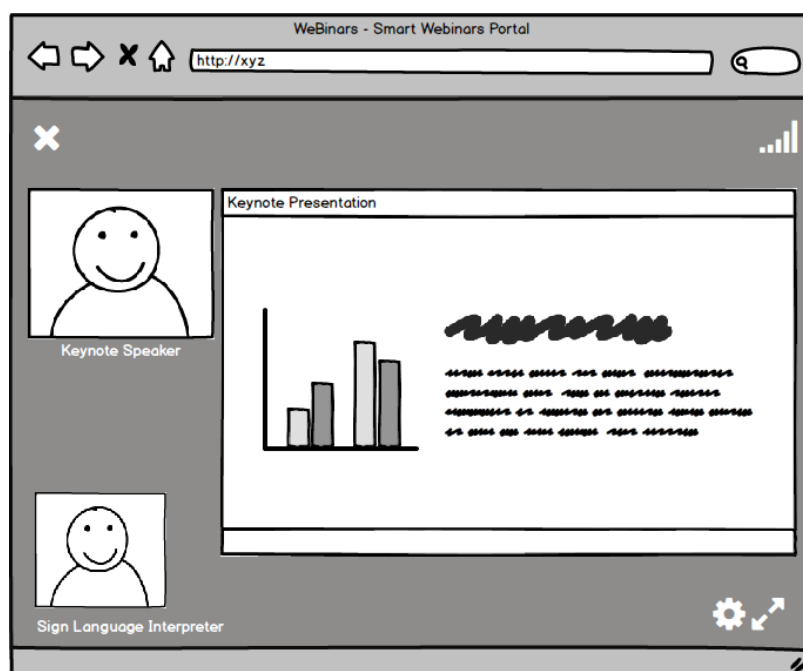 WeBinars - Smart Webinars Portal
http://xyz
Keynote Presentation
Keynote Speaker
Sign Language Interpreter